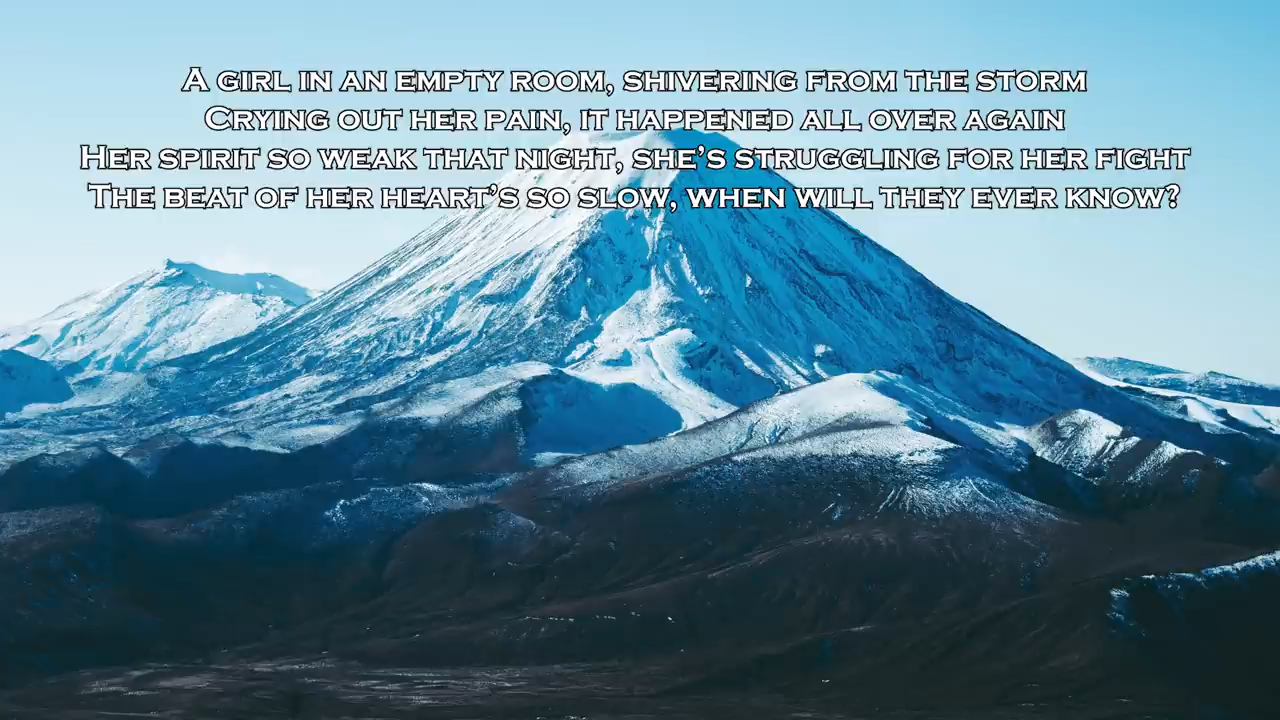 A girl in an empty room, shivering from the storm
Crying out her pain, it happened all over again
Her spirit so weak that night, she's struggling for her fight
The beat of her heart's so slow, when will they ever know?